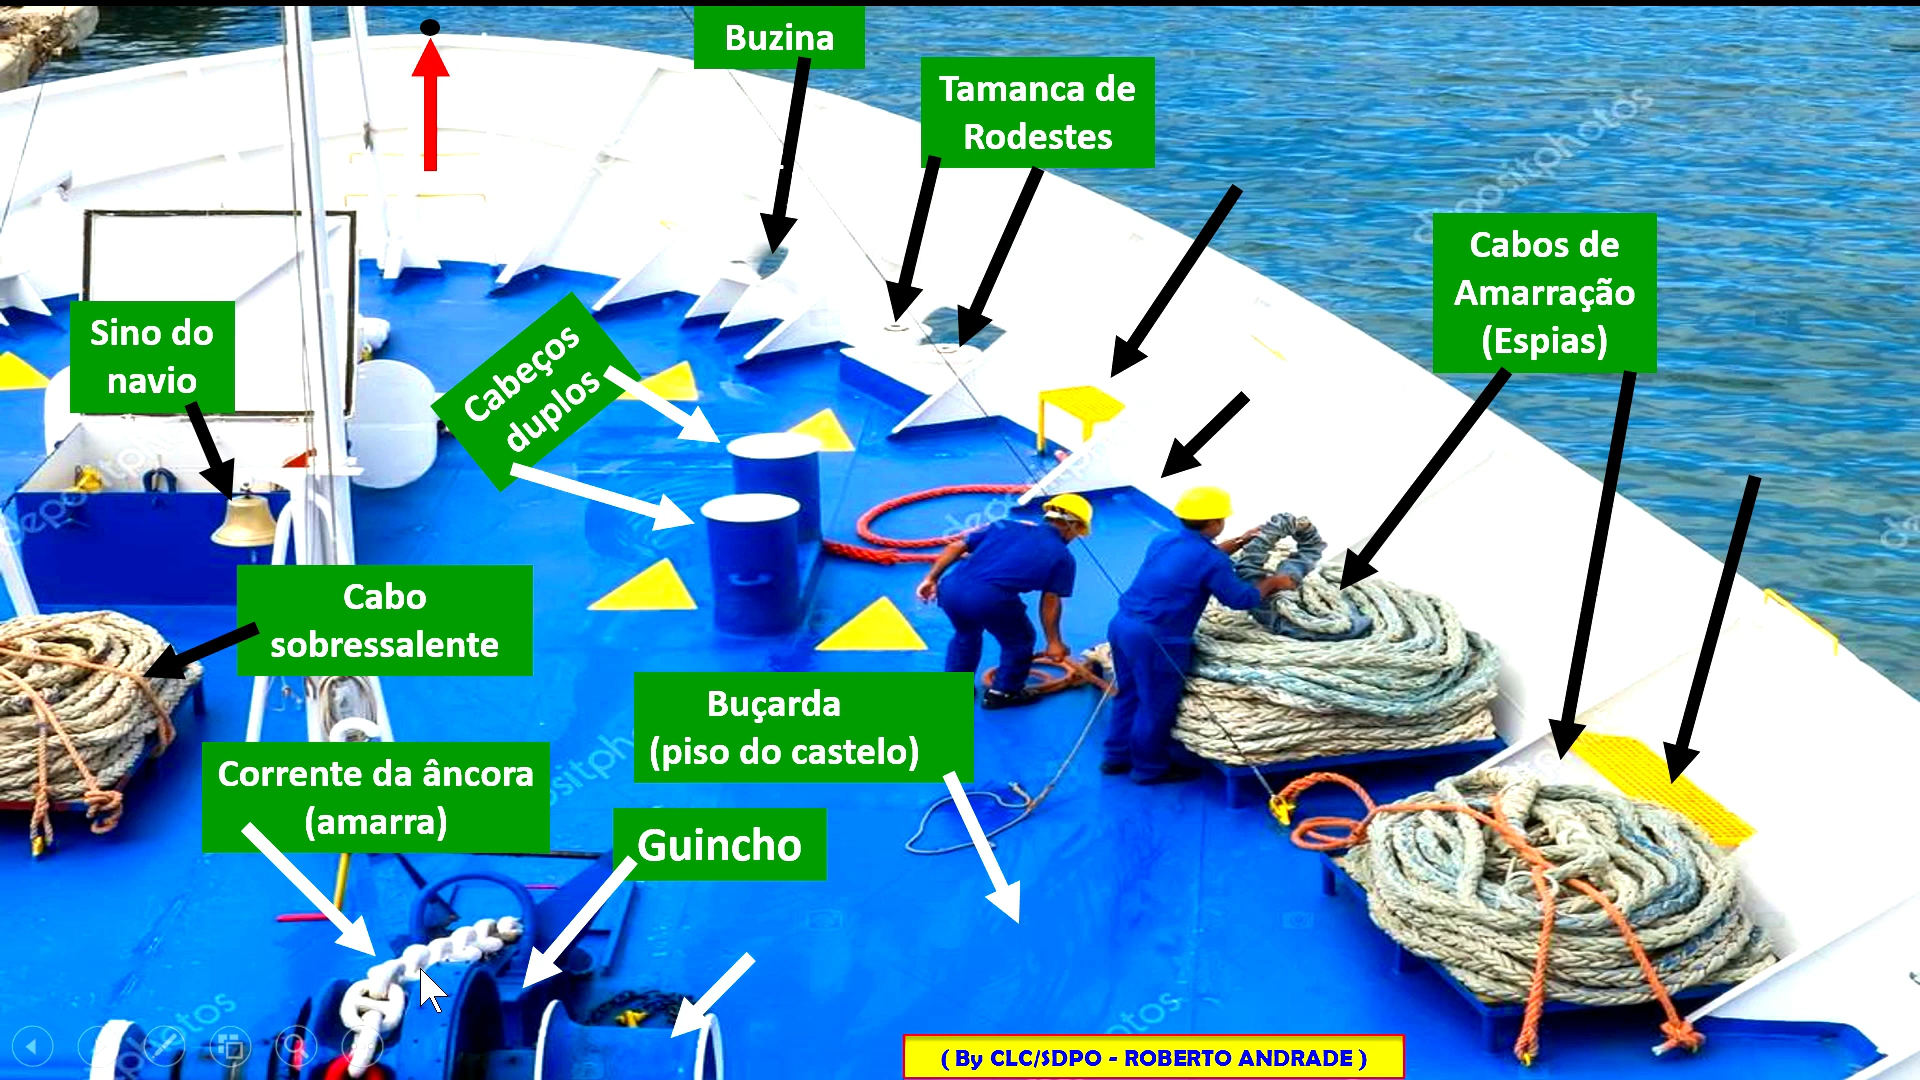 Buzina
Tamanca de
Rodestes
Cabos de
Amarração
(Espias)
Sino do
navio
Cabeços
duplos
Cabo
sobressalente
Buçarda
(piso do castelo)
Corrente da âncora
(amarra)
Guincho
( By CLC/SDPO - ROBERTO ANDRADE )
depositphotos